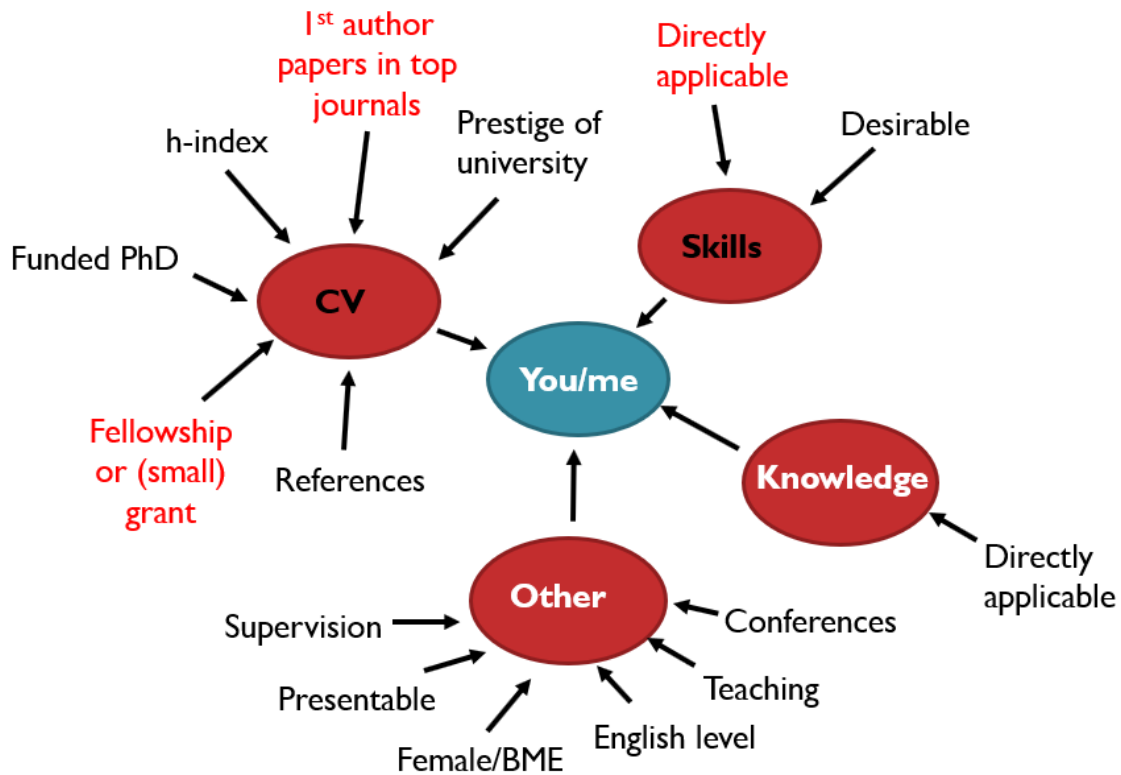 1st author
papers in top
journals
Directly
applicable
Prestige of
university
Desirable
h-index
Skills
Funded PhD
CV
You/me
Fellowship
or (small)
grant
References
Knowledge
Directly
applicable
Other
Supervision
Conferences
Presentable
Teaching
Female/BME
English level